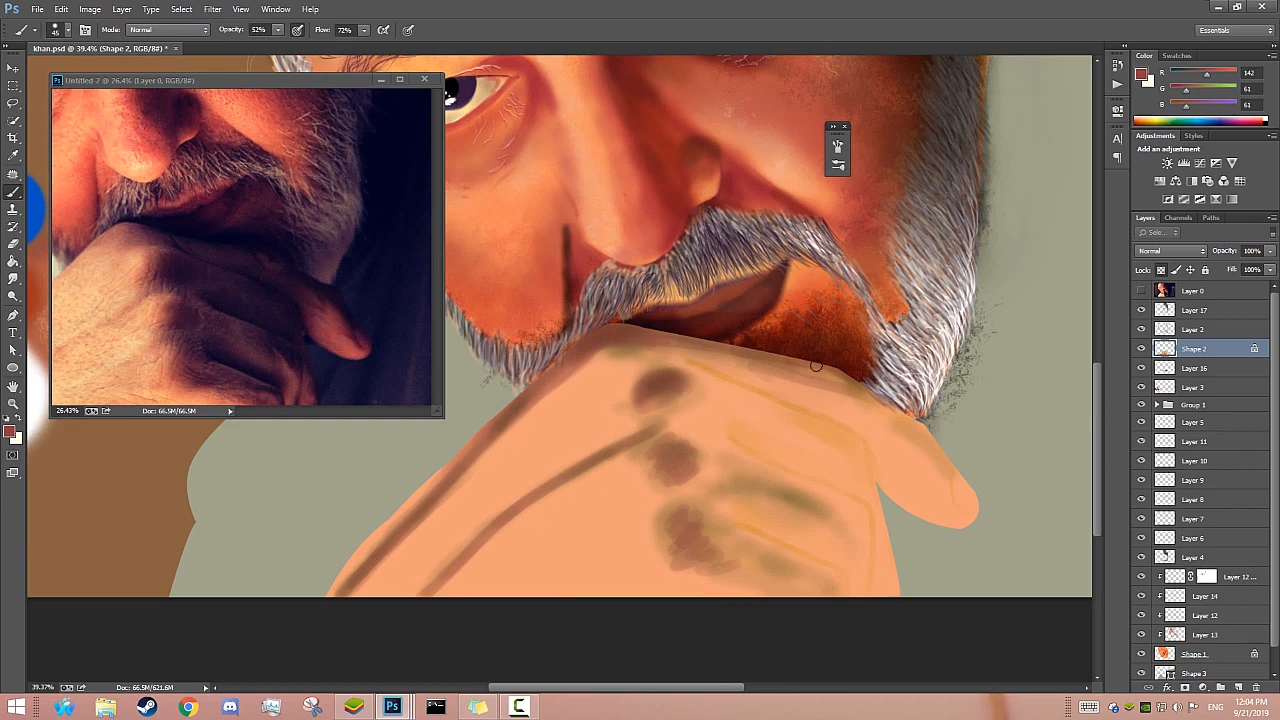 Ps File Edit Image Layer Type Select Filter View Window Help
45 Mode: Normal Opacity: 52% Flow: 72% Essentials
khan.psd @ 39.4% (Shape 2, RGB/8#) * ×
Ps Untitled-2 @ 26.4% (Layer 0, RGB/8#)
26.43% Doc: 66.5M/66.5M
Color Swatches
R 142
G 61
B 61
Adjustments Styles
Add an adjustment
Layers Channels Paths
Sele...
Normal Opacity: 100%
Lock: Fill: 100%
Layer 0
Layer 17
Layer 2
Shape 2
Layer 16
Layer 3
Group 1
Layer 5
Layer 11
Layer 10
Layer 9
Layer 8
Layer 7
Layer 6
Layer 4
Layer 12 ...
Layer 14
Layer 12
Layer 13
Shape 1
Shape 3
39.37% Doc: 66.5M/621.6M
Ps
ENG
12:04 PM
9/21/2019